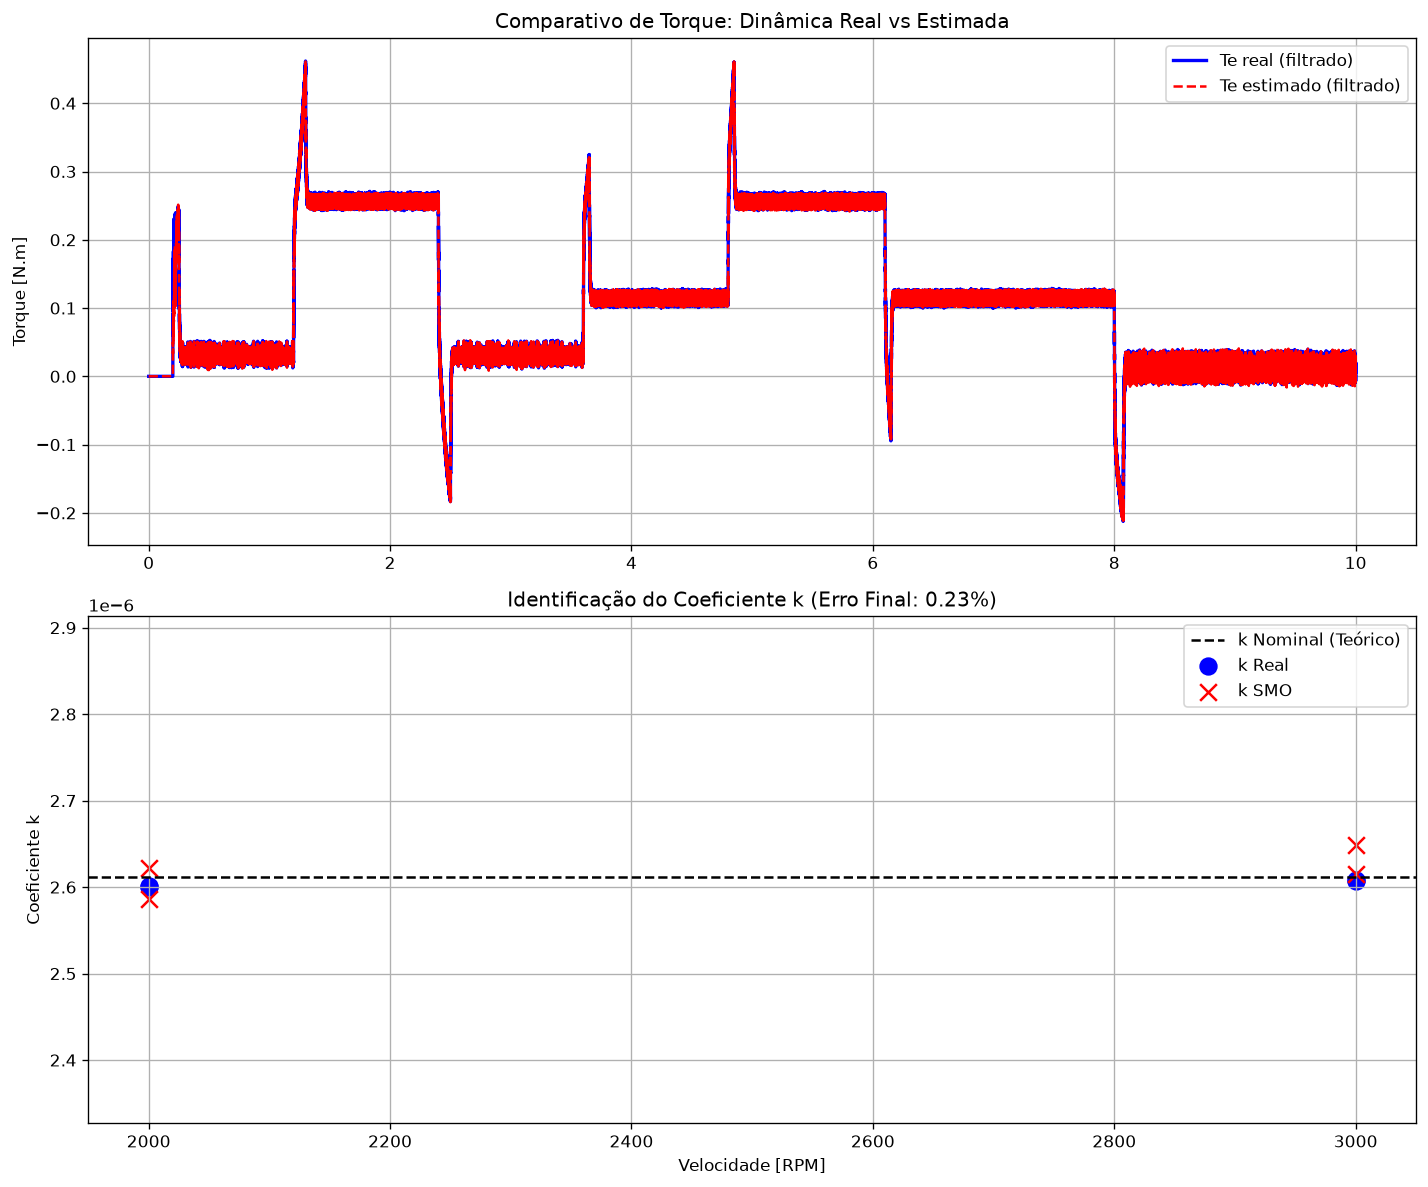 Comparativo de Torque: Dinâmica Real vs Estimada
Te real (filtrado)
Te estimado (filtrado)
Torque [N.m]
0.4
0.3
0.2
0.1
0.0
−0.1
−0.2
0 2 4 6 8 10
1e−6
Identificação do Coeficiente k (Erro Final: 0.23%)
k Nominal (Teórico)
k Real
k SMO
Coeficiente k
2.9
2.8
2.7
2.6
2.5
2.4
2000 2200 2400 2600 2800 3000
Velocidade [RPM]